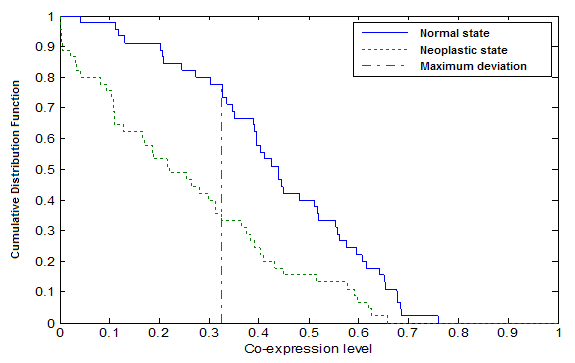 Normal state
Neoplastic state
Maximum deviation
Cumulative Distribution Function
1
0.9
0.8
0.7
0.6
0.5
0.4
0.3
0.2
0.1
0
0 0.1 0.2 0.3 0.4 0.5 0.6 0.7 0.8 0.9 1
Co-expression level